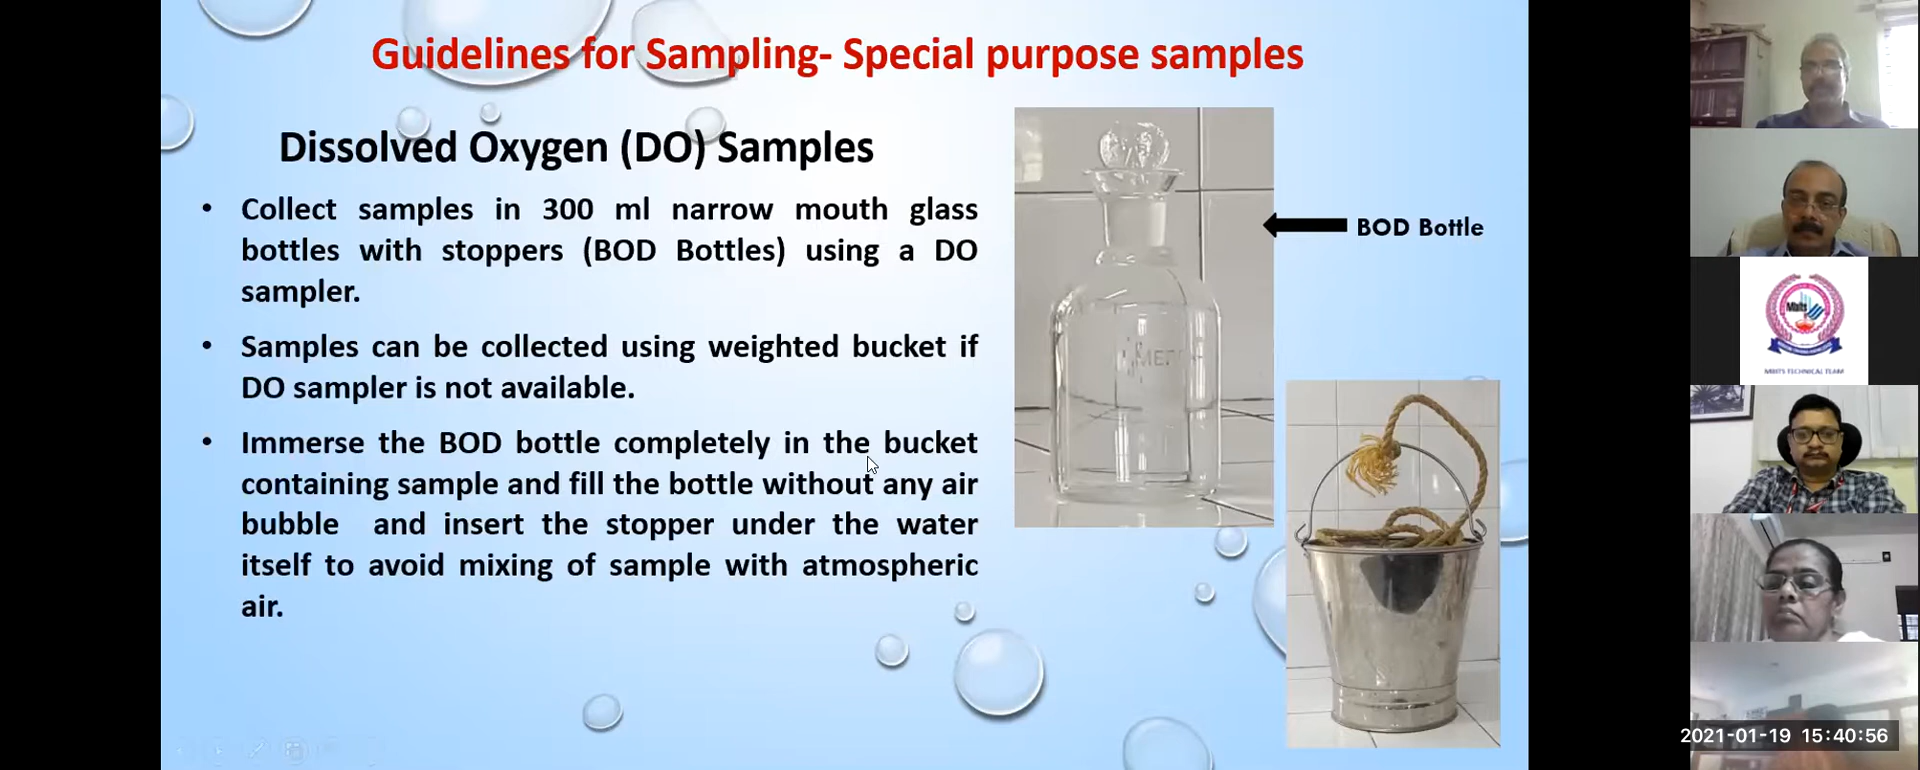 Guidelines for Sampling- Special purpose samples
Dissolved Oxygen (DO) Samples
• Collect samples in 300 ml narrow mouth glass
bottles with stoppers (BOD Bottles) using a DO
sampler.
• Samples can be collected using weighted bucket if
DO sampler is not available.
• Immerse the BOD bottle completely in the bucket
containing sample and fill the bottle without any air
bubble and insert the stopper under the water
itself to avoid mixing of sample with atmospheric
air.
BOD Bottle
Mbits
MBITS TECHNICAL TEAM
2021-01-19 15:40:56